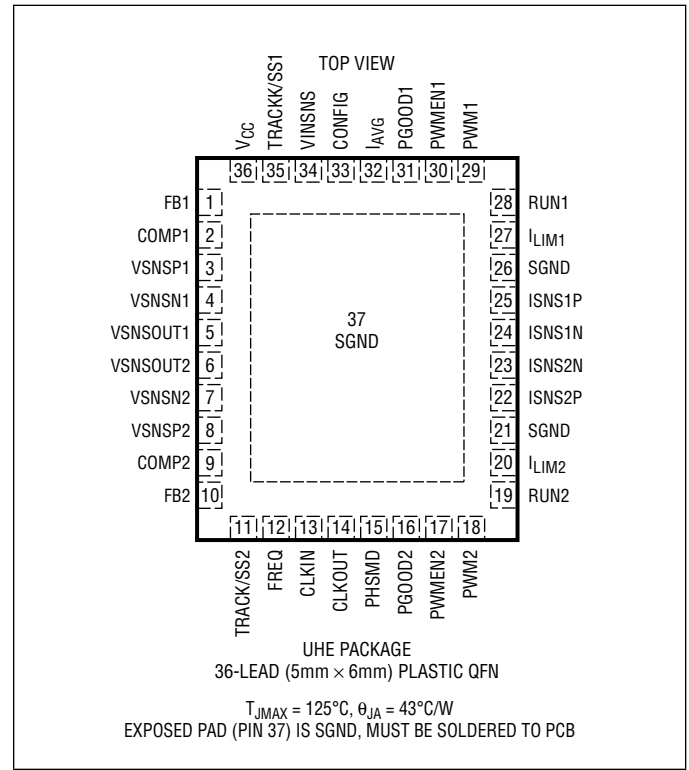 TOP VIEW
VCC
TRACKK/SS1
VINSNS
CONFIG
IAVG
PGOOD1
PWMEN1
PWM1
36 35 34 33 32 31 30 29
FB1 1
COMP1 2
VSNSP1 3
VSNSN1 4
VSNSOUT1 5
VSNSOUT2 6
VSNSN2 7
VSNSP2 8
COMP2 9
FB2 10
37
SGND
28 RUN1
27 ILIM1
26 SGND
25 ISNS1P
24 ISNS1N
23 ISNS2N
22 ISNS2P
21 SGND
20 ILIM2
19 RUN2
11 12 13 14 15 16 17 18
TRACK/SS2
FREQ
CLKIN
CLKOUT
PHSMD
PGOOD2
PWMEN2
PWM2
UHE PACKAGE
36-LEAD (5mm × 6mm) PLASTIC QFN
TJMAX = 125°C, θJA = 43°C/W
EXPOSED PAD (PIN 37) IS SGND, MUST BE SOLDERED TO PCB